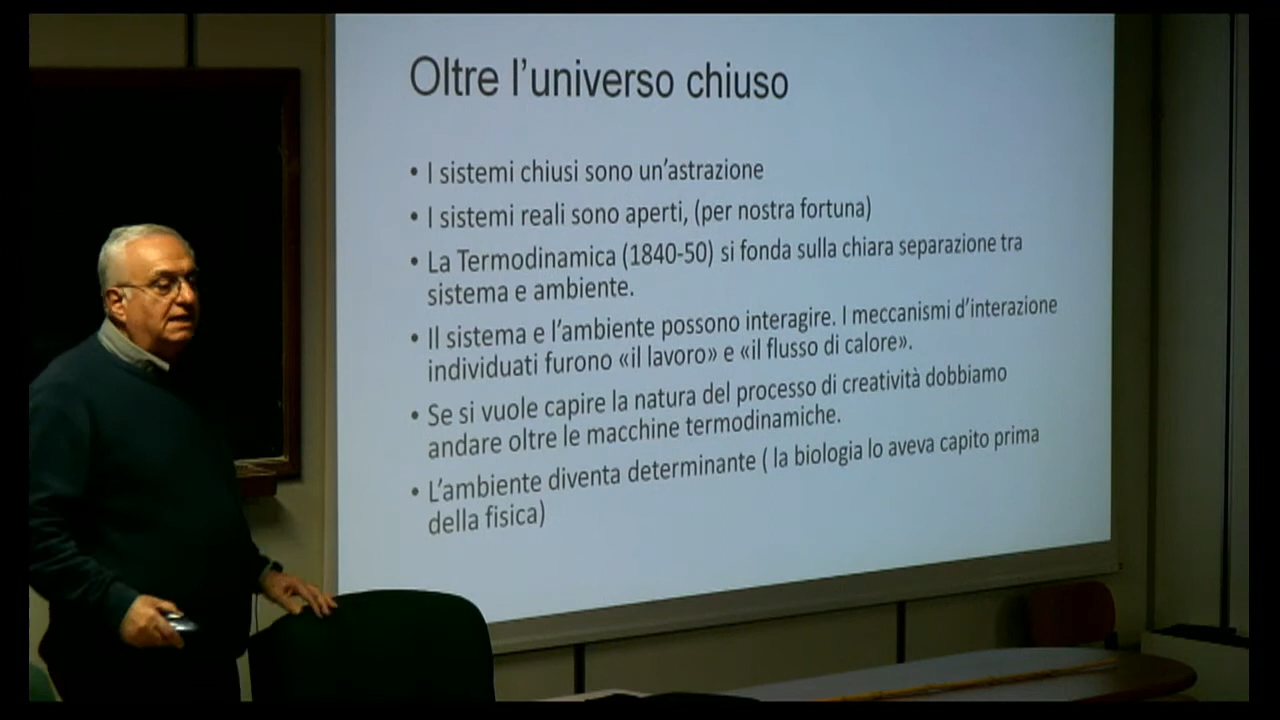 Oltre l'universo chiuso
• I sistemi chiusi sono un'astrazione
• I sistemi reali sono aperti, (per nostra fortuna)
• La Termodinamica (1840-50) si fonda sulla chiara separazione tra
sistema e ambiente.
• Il sistema e l'ambiente possono interagire. I meccanismi d'interazione
individuati furono «il lavoro» e «il flusso di calore».
• Se si vuole capire la natura del processo di creatività dobbiamo
andare oltre le macchine termodinamiche.
• L'ambiente diventa determinante ( la biologia lo aveva capito prima
della fisica)